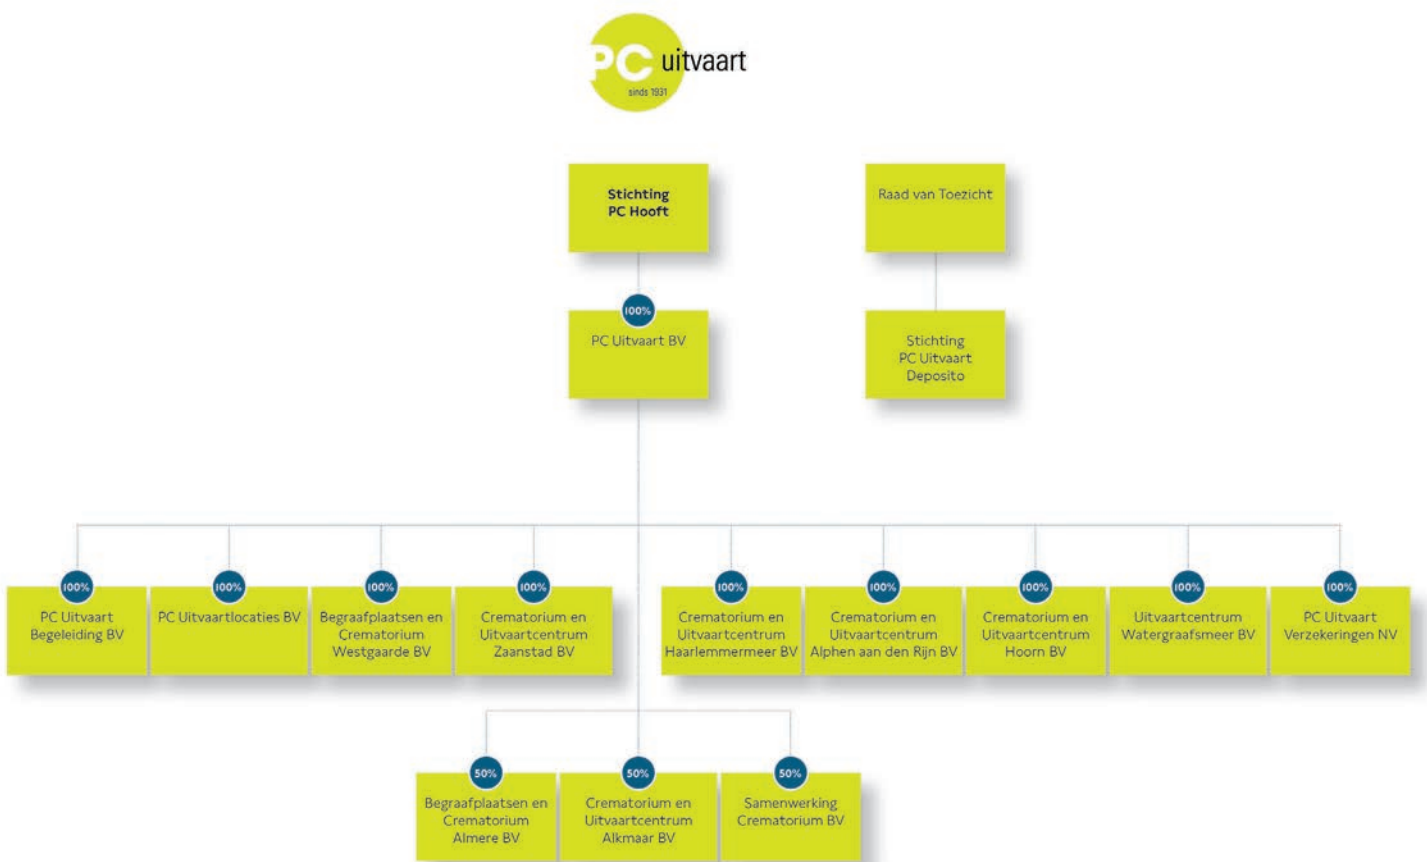 PC uitvaart
sinds 1931
Stichting
PC Hooft
Raad van Toezicht
100%
PC Uitvaart BV
Stichting
PC Uitvaart
Deposito
100%
PC Uitvaart
Begeleiding BV
100%
PC Uitvaartlocaties BV
100%
Begraafplaatsen en
Crematorium
Westgaarde BV
100%
Crematorium en
Uitvaartcentrum
Zaanstad BV
100%
Crematorium en
Uitvaartcentrum
Haarlemmermeer BV
100%
Crematorium en
Uitvaartcentrum
Alphen aan den Rijn BV
100%
Crematorium en
Uitvaartcentrum
Hoorn BV
100%
Uitvaartcentrum
Watergraafsmeer BV
100%
PC Uitvaart
Verzekeringen NV
50%
Begraafplaatsen en
Crematorium
Almere BV
50%
Crematorium en
Uitvaartcentrum
Alkmaar BV
50%
Samenwerking
Crematorium BV